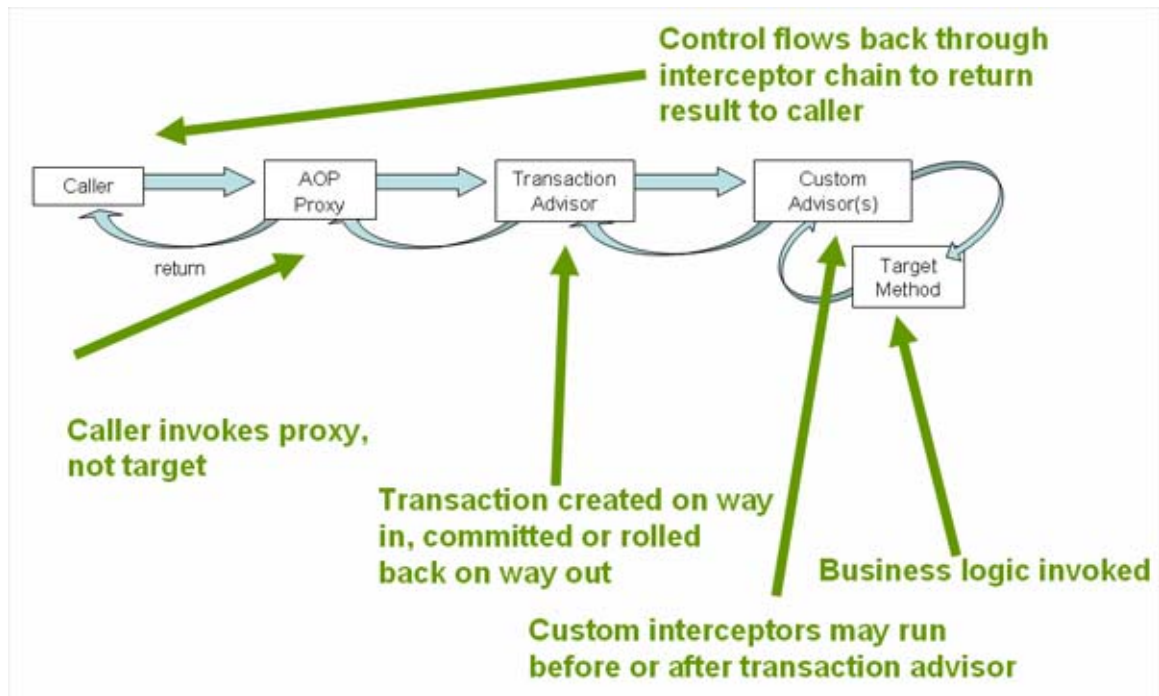 Control flows back through
interceptor chain to return
result to caller
Caller
AOP
Proxy
Transaction
Advisor
Custom
Advisor(s)
return
Target
Method
Caller invokes proxy,
not target
Transaction created on way
in, committed or rolled
back on way out
Business logic invoked
Custom interceptors may run
before or after transaction advisor